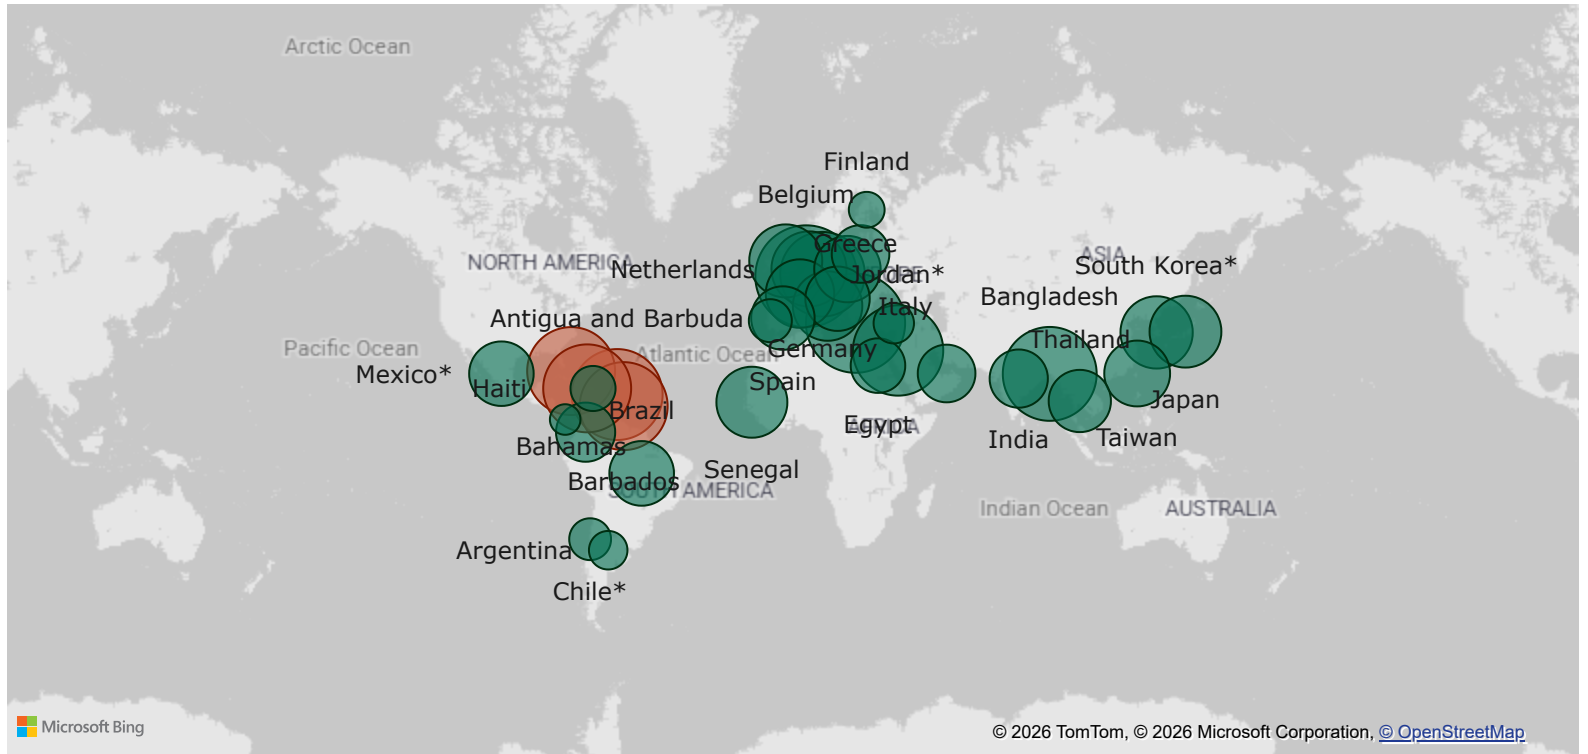 Arctic Ocean
Finland
Belgium
Greece
NORTH AMERICA
Netherlands
Jordan*
ASIA
South Korea*
Bangladesh
Italy
Antigua and Barbuda
Thailand
Pacific Ocean
Germany
Atlantic Ocean
Mexico*
Haiti
Spain
Brazil
Japan
Egypt
AFRICA
India
Taiwan
Bahamas
Senegal
Barbados
SOUTH AMERICA
Indian Ocean
AUSTRALIA
Argentina
Chile*
Microsoft Bing
© 2026 TomTom, © 2026 Microsoft Corporation, © OpenStreetMap